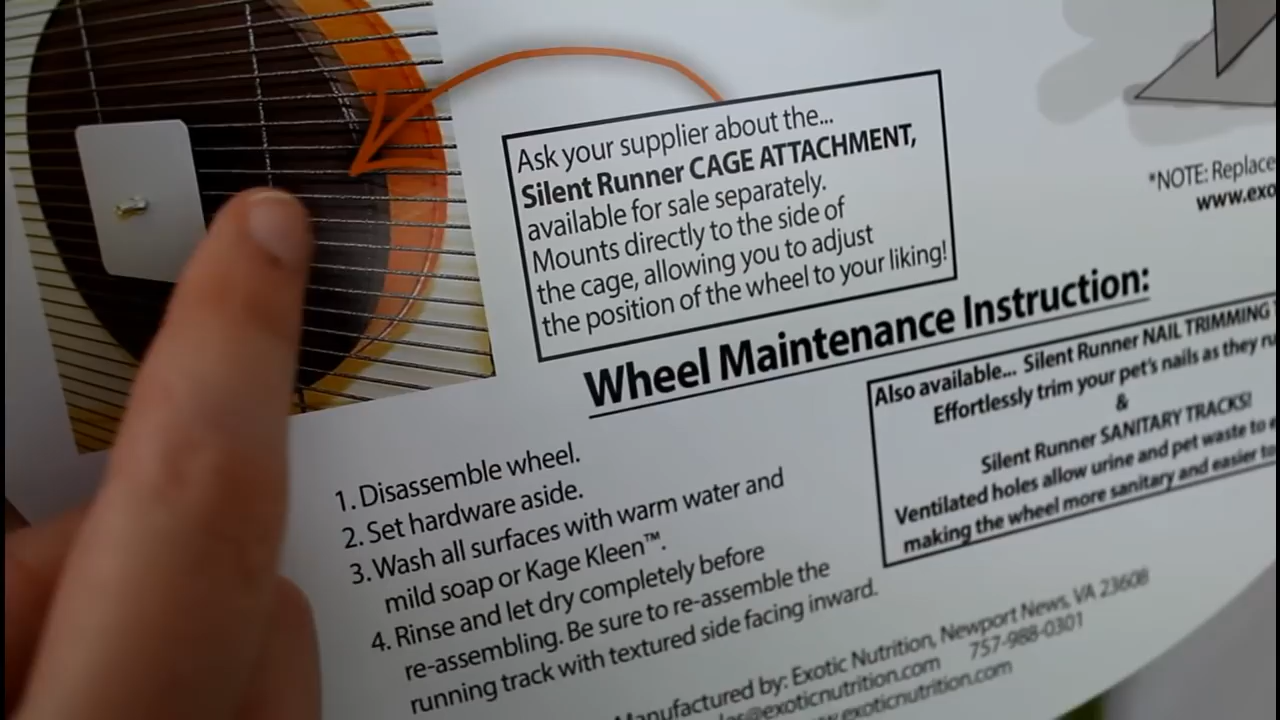 Ask your supplier about the...
Silent Runner CAGE ATTACHMENT,
available for sale separately.
Mounts directly to the side of
the cage, allowing you to adjust
the position of the wheel to your liking!
*NOTE: Replace
www.exo
Wheel Maintenance Instruction:
Also available... Silent Runner NAIL TRIMMING
Effortlessly trim your pet's nails as they
&
Silent Runner SANITARY TRACKS!
Ventilated holes allow urine and pet waste to
making the wheel more sanitary and easier to
1. Disassemble wheel.
2. Set hardware aside.
3. Wash all surfaces with warm water and
mild soap or Kage Kleen™.
4. Rinse and let dry completely before
re-assembling. Be sure to re-assemble the
running track with textured side facing inward.
Manufactured by: Exotic Nutrition, Newport News, VA 23608
@exoticnutrition.com 757-988-0301
.exoticnutrition.com